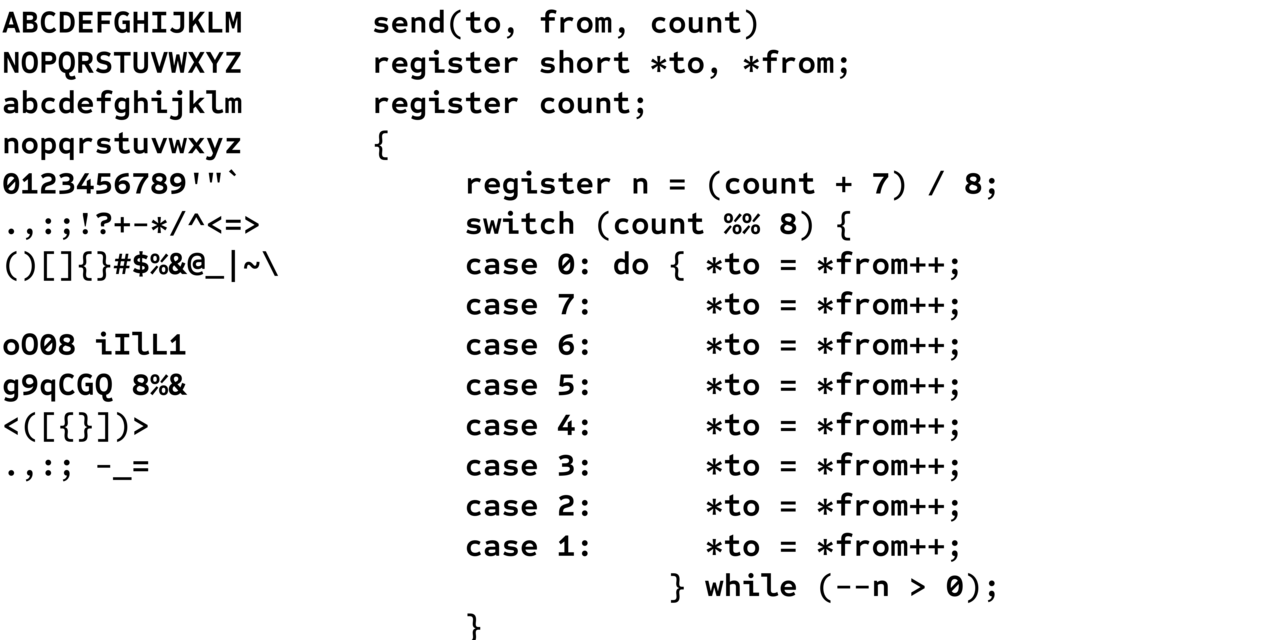 ABCDEFGHIJKLM
NOPQRSTUVWXYZ
abcdefghijklm
nopqrstuvwxyz
0123456789'"`
.,:;!?+-*/^<=>
()[]{}#$%&@_|~\
oO08 iIlL1
g9qCGQ 8%&
<([{}])>
.,:; -_=
send(to, from, count)
register short *to, *from;
register count;
{
    register n = (count + 7) / 8;
    switch (count %% 8) {
    case 0: do { *to = *from++;
    case 7:      *to = *from++;
    case 6:      *to = *from++;
    case 5:      *to = *from++;
    case 4:      *to = *from++;
    case 3:      *to = *from++;
    case 2:      *to = *from++;
    case 1:      *to = *from++;
               } while (--n > 0);
    }